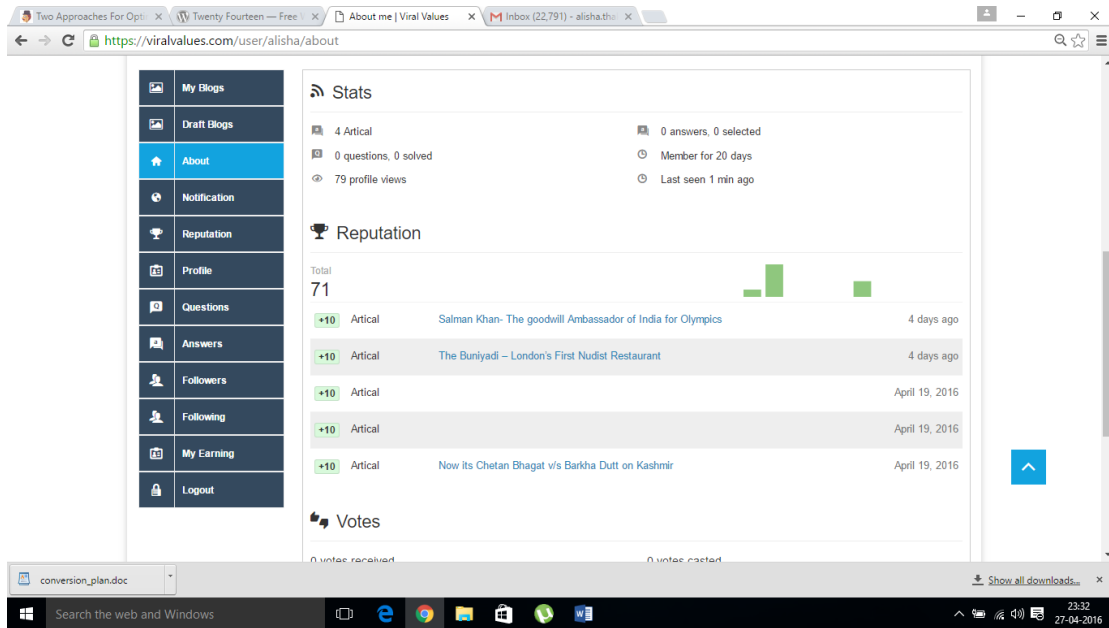 Two Approaches For Opti
Twenty Fourteen — Free
About me | Viral Values
Inbox (22,791) - alisha.tha
https://viralvalues.com/user/alisha/about
My Blogs
Draft Blogs
About
Notification
Reputation
Profile
Questions
Answers
Followers
Following
My Earning
Logout
Stats
4 Artical
0 answers, 0 selected
0 questions, 0 solved
Member for 20 days
79 profile views
Last seen 1 min ago
Reputation
Total
71
+10 Artical Salman Khan- The goodwill Ambassador of India for Olympics 4 days ago
+10 Artical The Buniyadi – London's First Nudist Restaurant 4 days ago
+10 Artical April 19, 2016
+10 Artical April 19, 2016
+10 Artical Now its Chetan Bhagat v/s Barkha Dutt on Kashmir April 19, 2016
Votes
0 votes received
0 votes casted
conversion_plan.doc
Show all downloads...
Search the web and Windows
23:32
27-04-2016